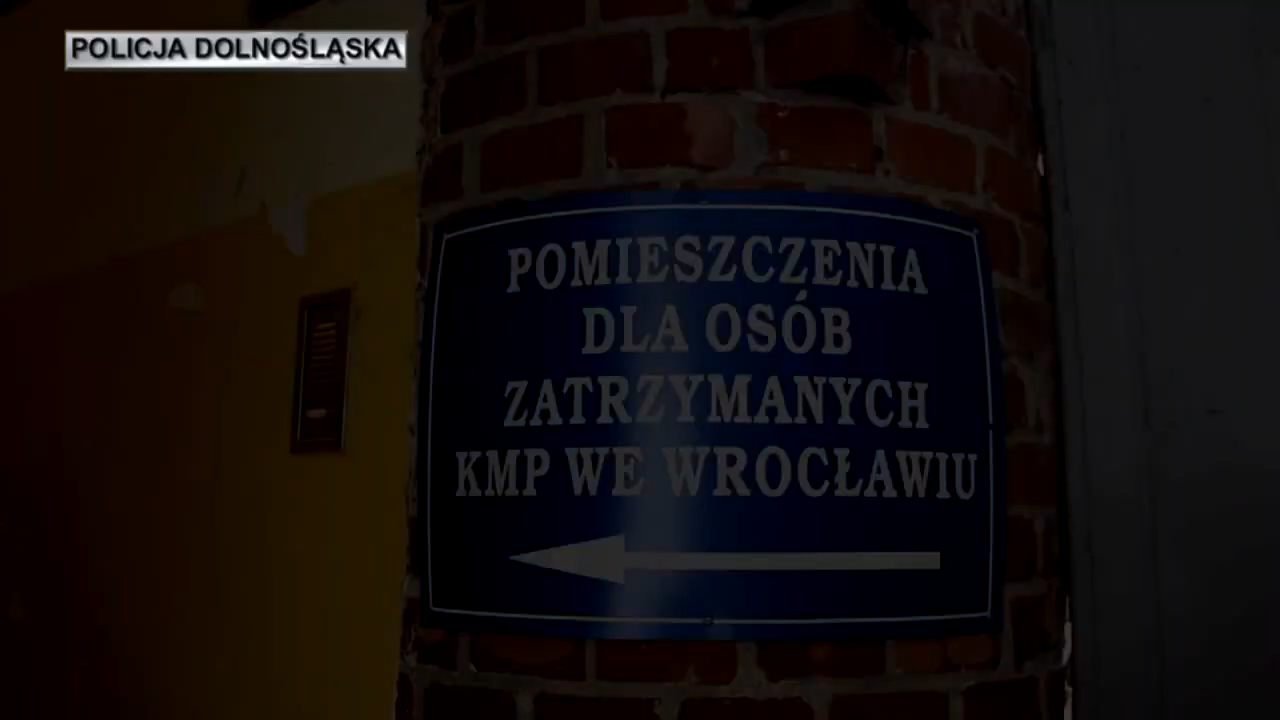 POLICJA DOLNOŚLĄSKA
POMIESZCZENIA
DLA OSÓB
ZATRZYMANYCH
KMP WE WROCŁAWIU